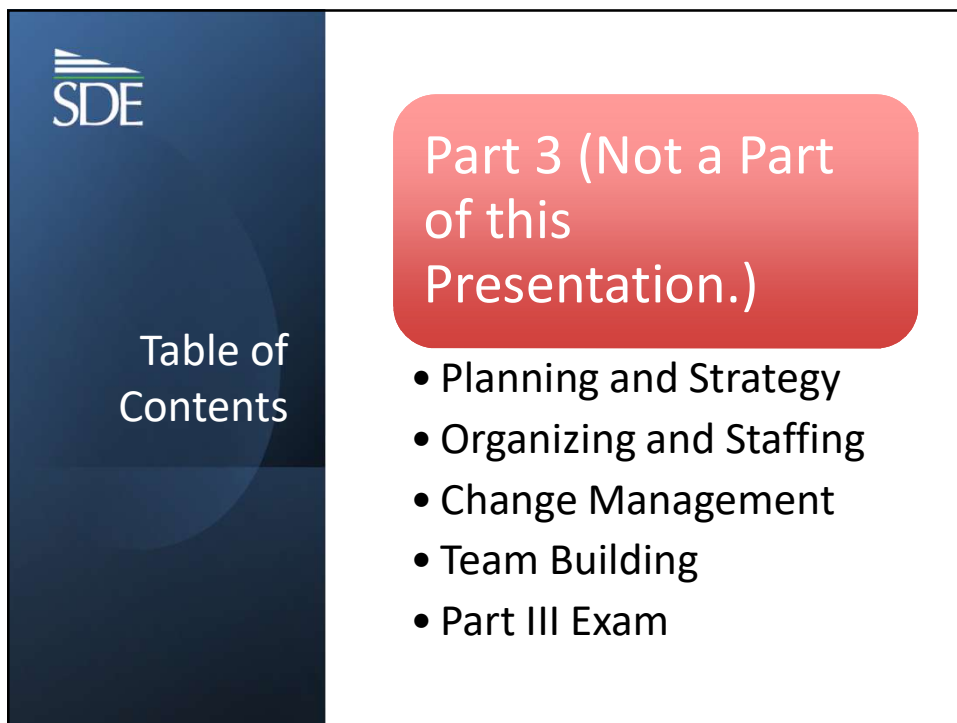 SDE
Table of
Contents
Part 3 (Not a Part
of this
Presentation.)
• Planning and Strategy
• Organizing and Staffing
• Change Management
• Team Building
• Part III Exam